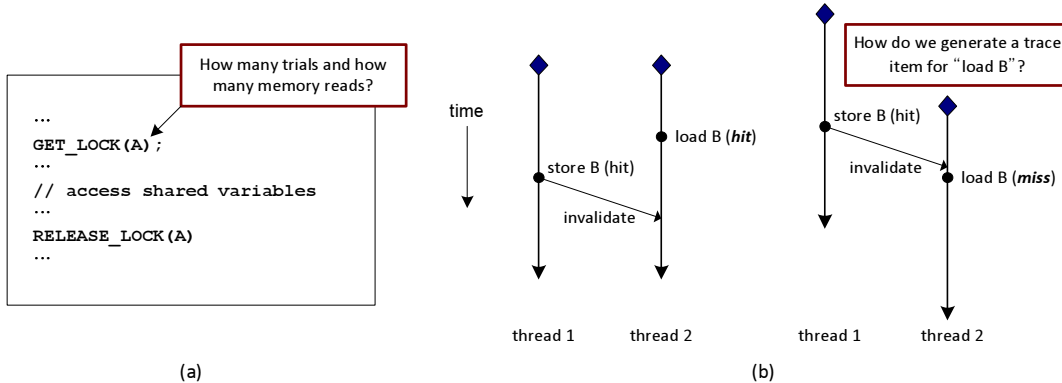 How many trials and how
many memory reads?
...
GET_LOCK(A);
...
// access shared variables
...
RELEASE_LOCK(A)
...
(a)
time
store B (hit)
load B (hit)
invalidate
thread 1
thread 2
How do we generate a trace
item for “load B”?
store B (hit)
invalidate
load B (miss)
thread 1
thread 2
(b)